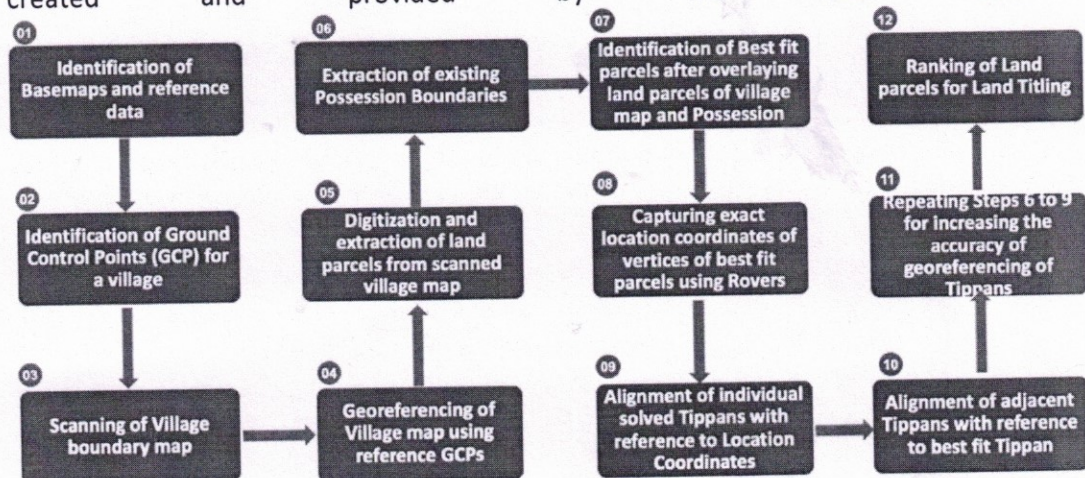 created and provided by
01
Identification of
Basemaps and reference
data
02
Identification of Ground
Control Points (GCP) for
a village
03
Scanning of Village
boundary map
04
Georeferencing of
Village map using
reference GCPs
05
Digitization and
extraction of land
parcels from scanned
village map
06
Extraction of existing
Possession Boundaries
07
Identification of Best fit
parcels after overlaying
land parcels of village
map and Possession
08
Capturing exact
location coordinates of
vertices of best fit
parcels using Rovers
09
Alignment of individual
solved Tippans with
reference to Location
Coordinates
10
Alignment of adjacent
Tippans with reference
to best fit Tippan
11
Repeating Steps 6 to 9
for increasing the
accuracy of
georeferencing of
Tippans
12
Ranking of Land
parcels for Land Titling